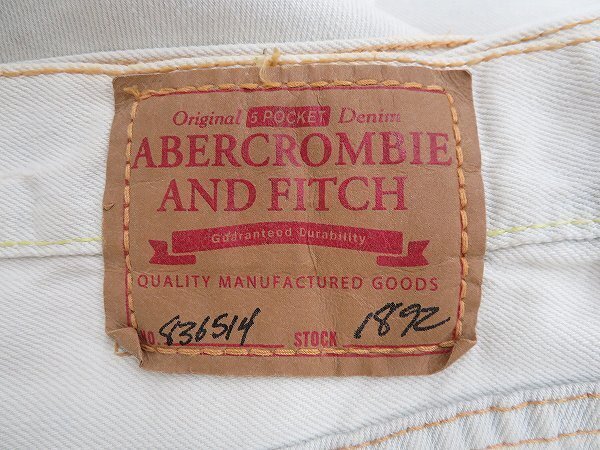 Original 5 POCKET Denim
ABERCROMBIE
AND FITCH
Guaranteed Durability
QUALITY MANUFACTURED GOODS
NO. 836514 STOCK 1892